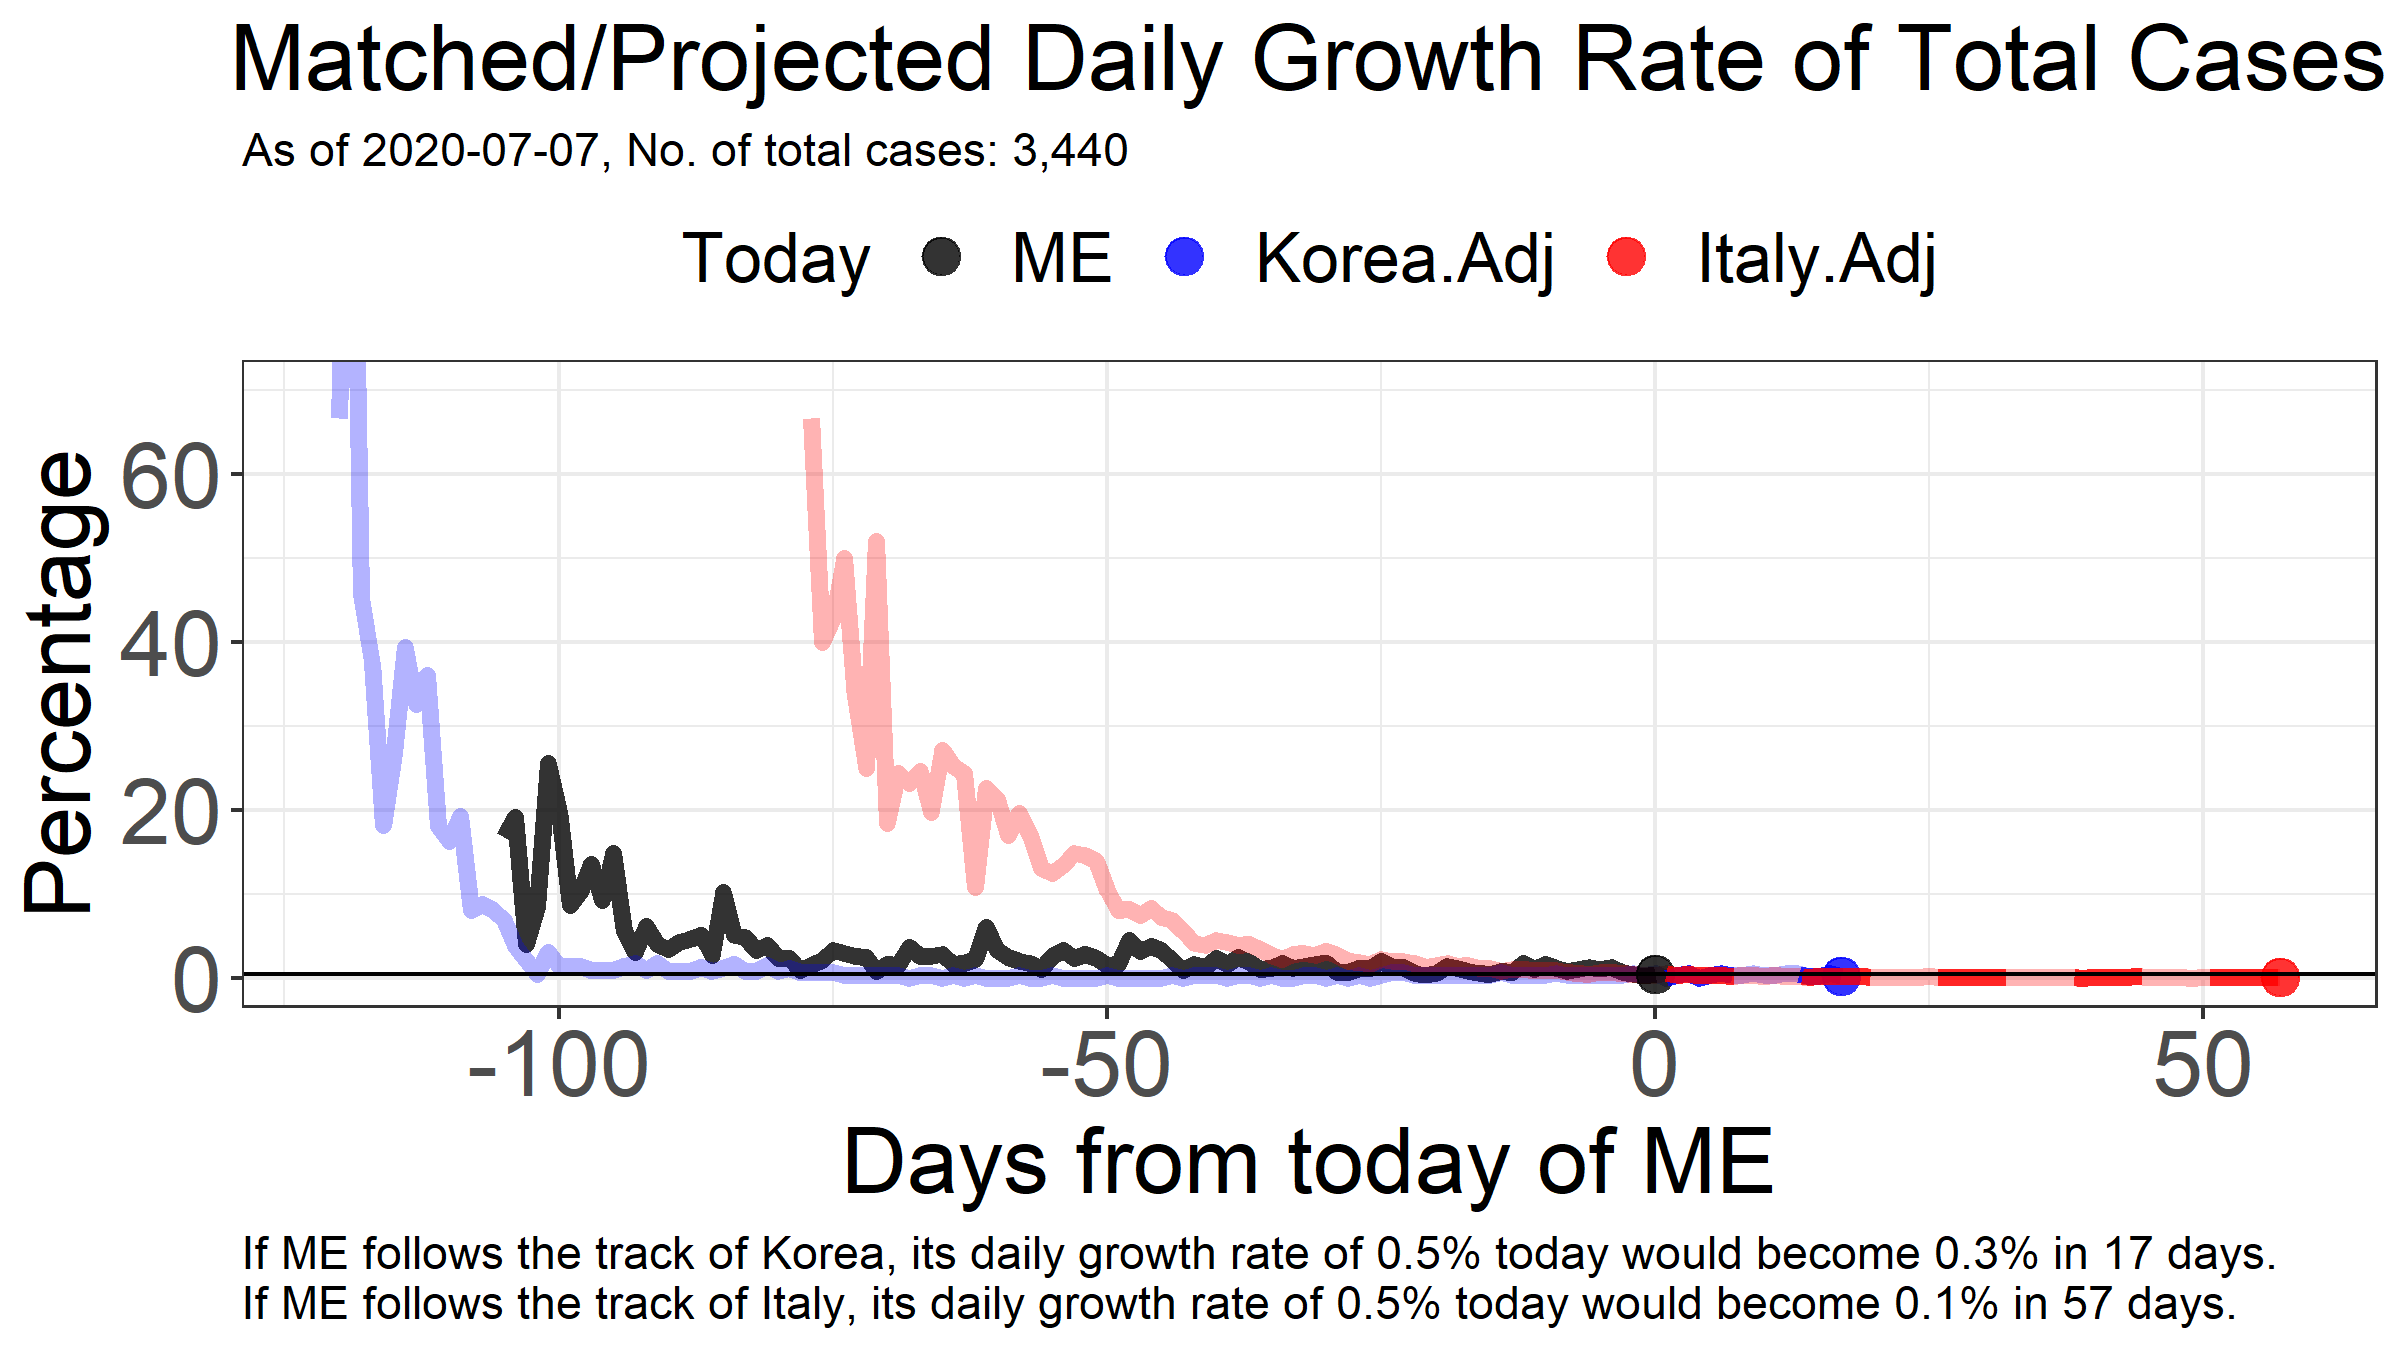 Matched/Projected Daily Growth Rate of Total Cases
As of 2020-07-07, No. of total cases: 3,440
Today ME Korea.Adj Italy.Adj
Percentage
60
40
20
0
-100 -50 0 50
Days from today of ME
If ME follows the track of Korea, its daily growth rate of 0.5% today would become 0.3% in 17 days.
If ME follows the track of Italy, its daily growth rate of 0.5% today would become 0.1% in 57 days.